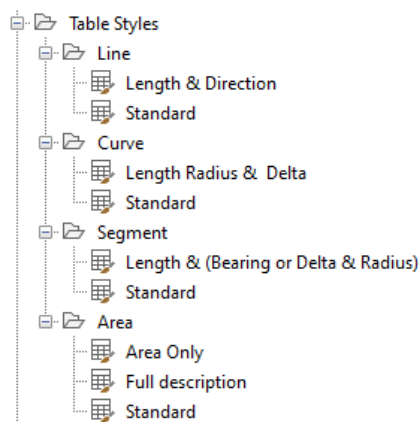 Table Styles
Line
Length & Direction
Standard
Curve
Length Radius &  Delta
Standard
Segment
Length & (Bearing or Delta & Radius)
Standard
Area
Area Only
Full description
Standard